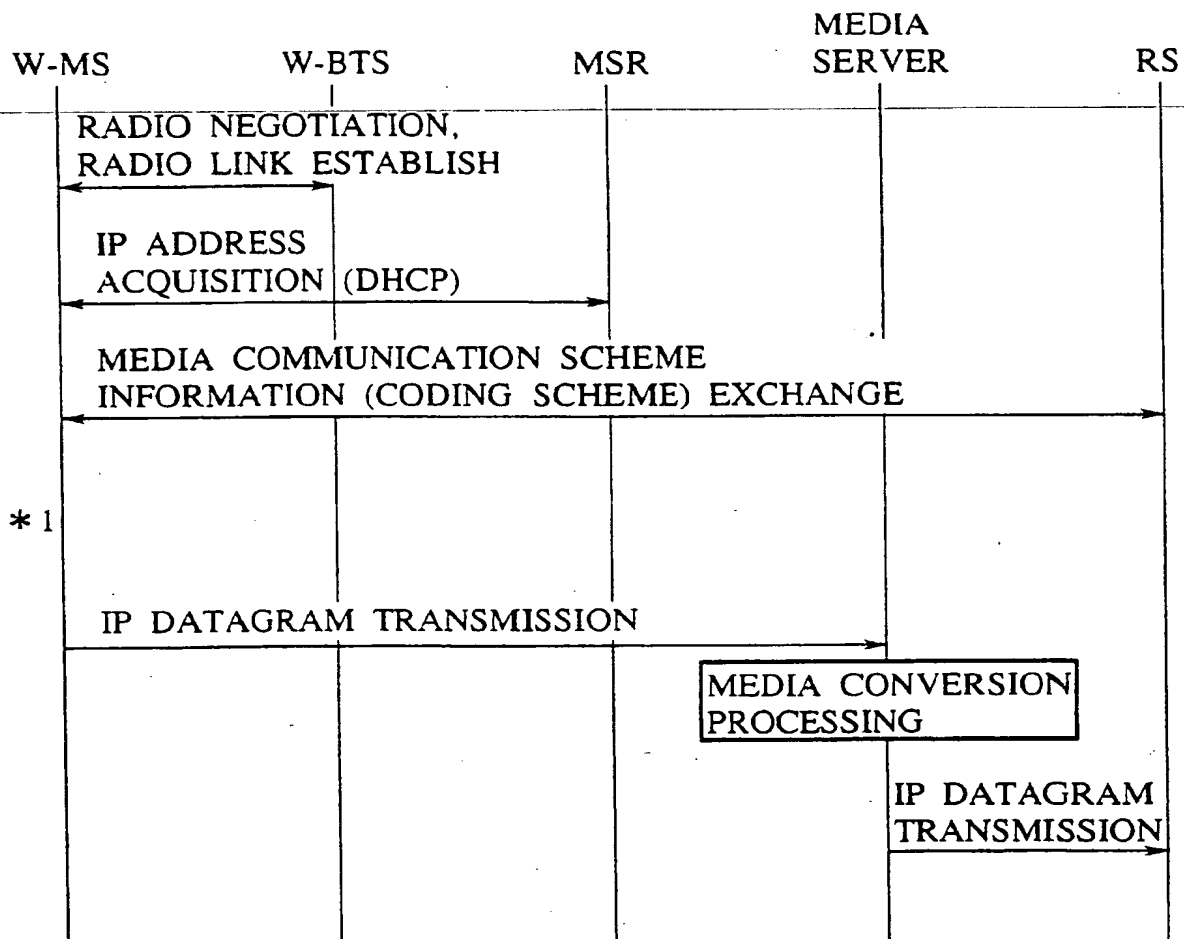 MEDIA
W-MS W-BTS MSR SERVER RS
RADIO NEGOTIATION,
RADIO LINK ESTABLISH
IP ADDRESS
ACQUISITION (DHCP)
MEDIA COMMUNICATION SCHEME
INFORMATION (CODING SCHEME) EXCHANGE
* 1
IP DATAGRAM TRANSMISSION
MEDIA CONVERSION
PROCESSING
IP DATAGRAM
TRANSMISSION